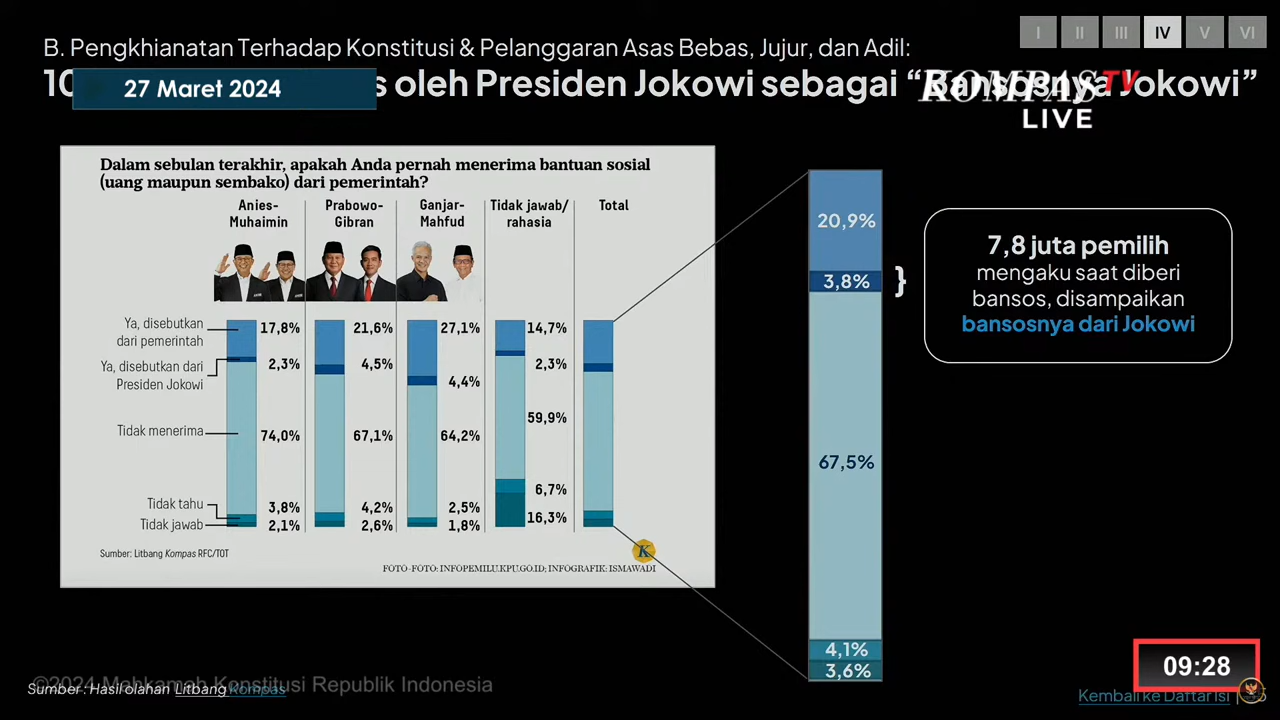 I II III IV V VI
B. Pengkhianatan Terhadap Konstitusi & Pelanggaran Asas Bebas, Jujur, dan Adil:
10 s oleh Presiden Jokowi sebagai “Bansosnya Jokowi”
27 Maret 2024
KOMPAS TV
LIVE
Dalam sebulan terakhir, apakah Anda pernah menerima bantuan sosial
(uang maupun sembako) dari pemerintah?
Anies-
Muhaimin
Prabowo-
Gibran
Ganjar-
Mahfud
Tidak jawab/
rahasia
Total
Ya, disebutkan
dari pemerintah
17,8% 21,6% 27,1% 14,7%
Ya, disebutkan dari
Presiden Jokowi
2,3% 4,5% 4,4% 2,3%
Tidak menerima
74,0% 67,1% 64,2% 59,9%
Tidak tahu
3,8% 4,2% 2,5% 6,7%
Tidak jawab
2,1% 2,6% 1,8% 16,3%
Sumber: Litbang Kompas RFC/TOT
K
FOTO-FOTO: INFOPEMILU.KPU.GO.ID; INFOGRAFIK: ISMAWADI
20,9%
3,8%
}
67,5%
4,1%
3,6%
7,8 juta pemilih
mengaku saat diberi
bansos, disampaikan
bansosnya dari Jokowi
09:28
©2024 Mahkamah Konstitusi Republik Indonesia
Sumber: Hasil olahan Litbang Kompas
Kembali ke Daftar Isi |